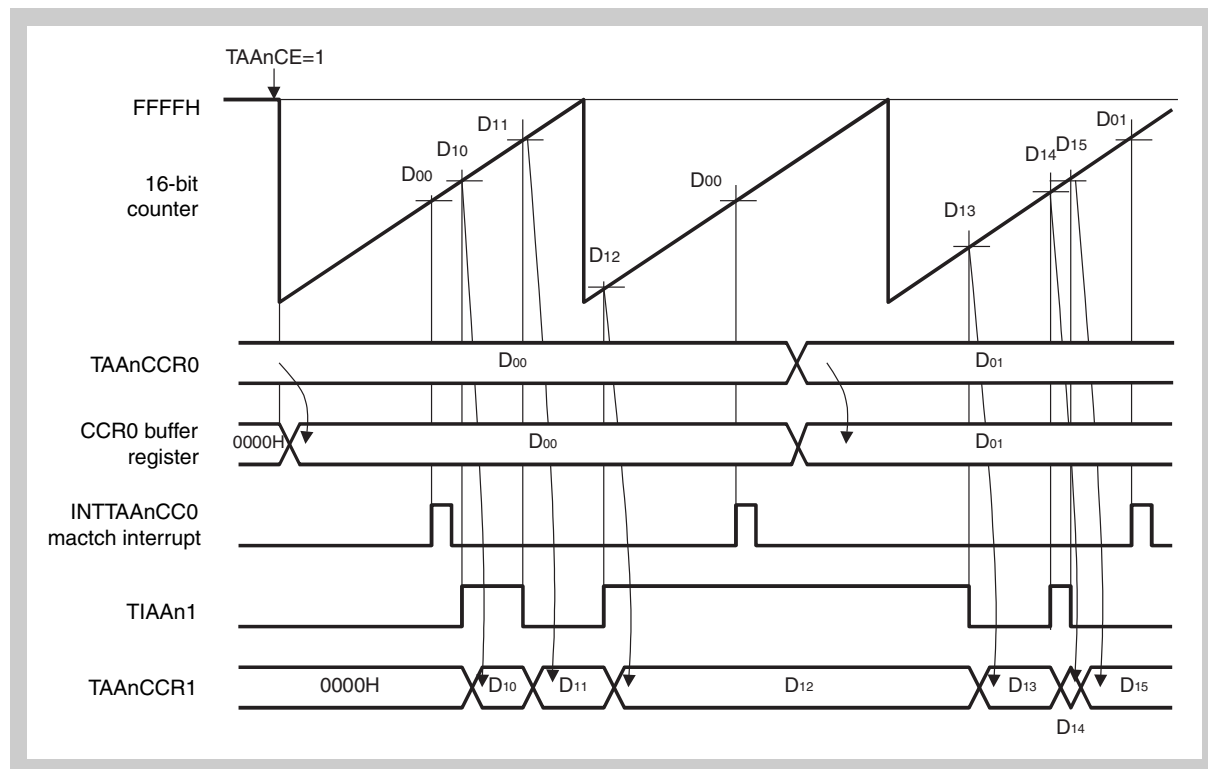 TAAnCE=1
FFFFH
16-bit
counter
D00
D10
D11
D12
D00
D13
D14
D15
D01
TAAnCCR0
D00
D01
CCR0 buffer
register
0000H
D00
D01
INTTAAnCC0
mactch interrupt
TIAAn1
TAAnCCR1
0000H
D10
D11
D12
D13
D14
D15